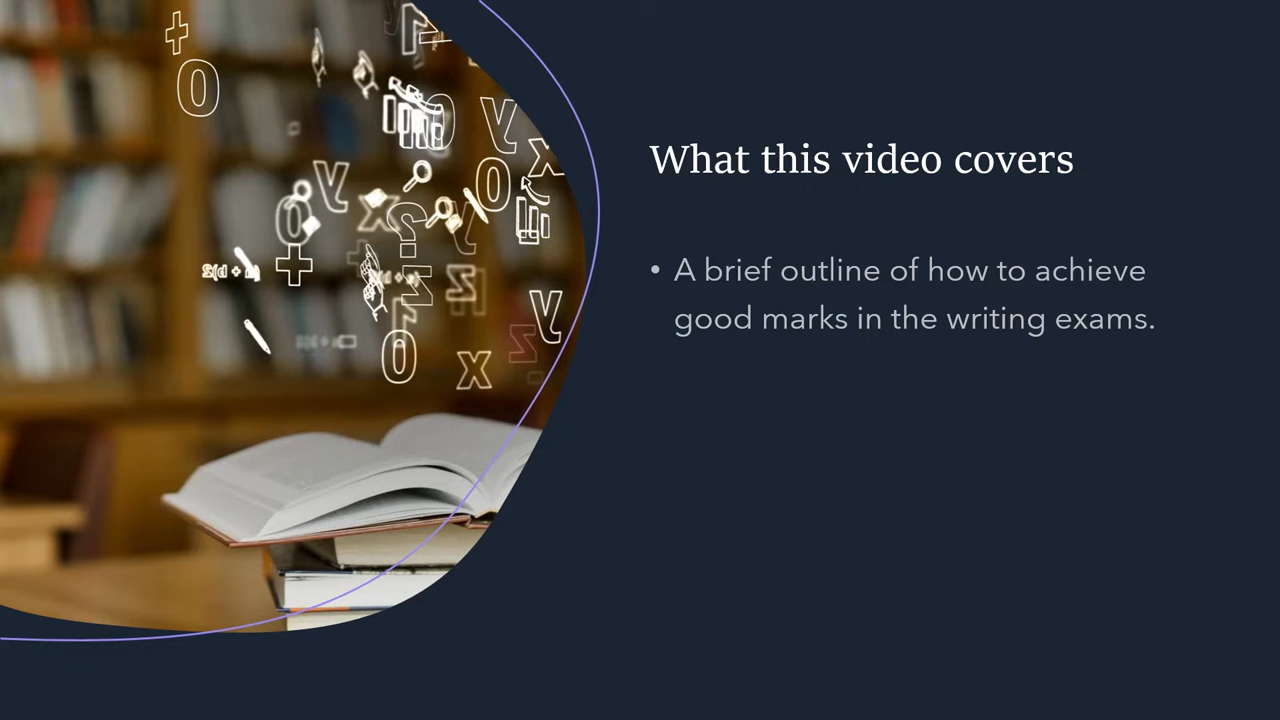 What this video covers
• A brief outline of how to achieve
good marks in the writing exams.